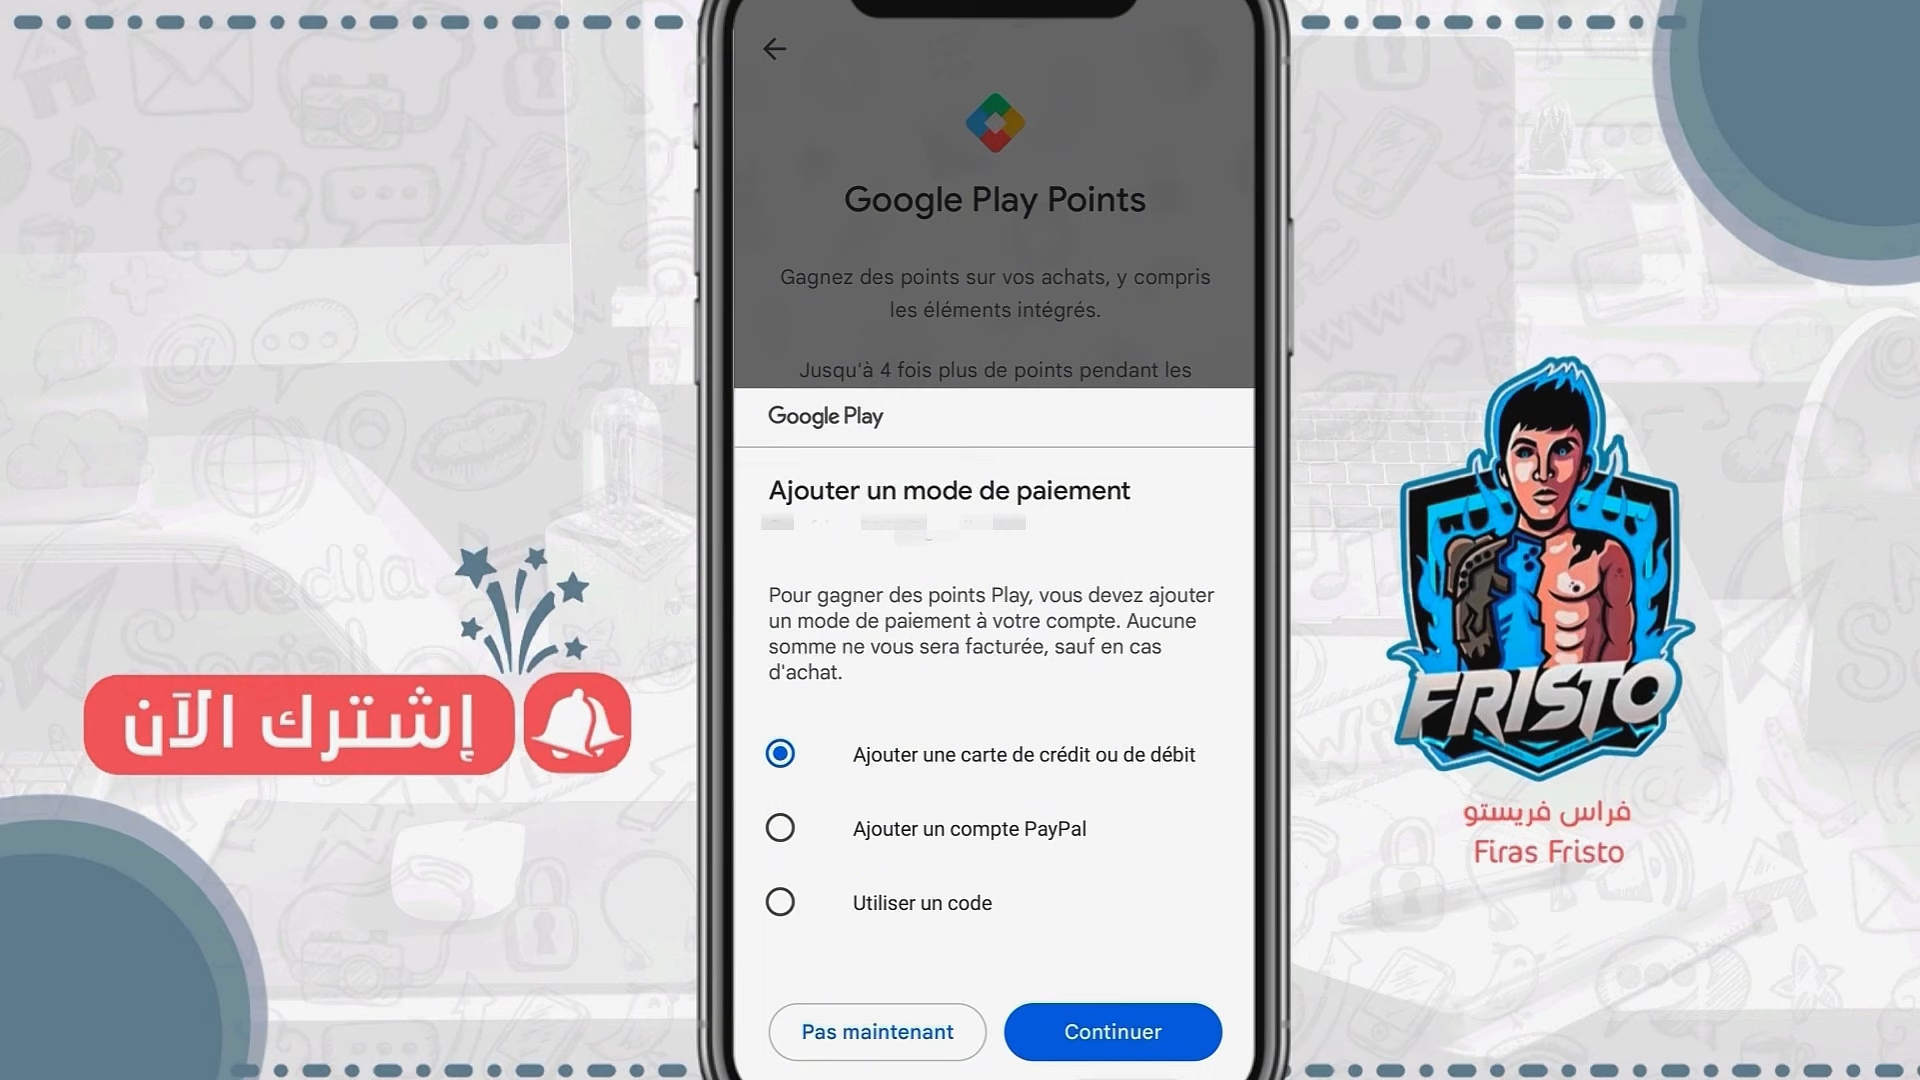 Google Play Points
Gagnez des points sur vos achats, y compris
les éléments intégrés.
Jusqu'à 4 fois plus de points pendant les
Google Play
Ajouter un mode de paiement
Pour gagner des points Play, vous devez ajouter
un mode de paiement à votre compte. Aucune
somme ne vous sera facturée, sauf en cas
d'achat.
Ajouter une carte de crédit ou de débit
Ajouter un compte PayPal
Utiliser un code
Pas maintenant
Continuer
إشترك الآن
FRISTO
فراس فريستو
Firas Fristo
Media
Social
www.
www.